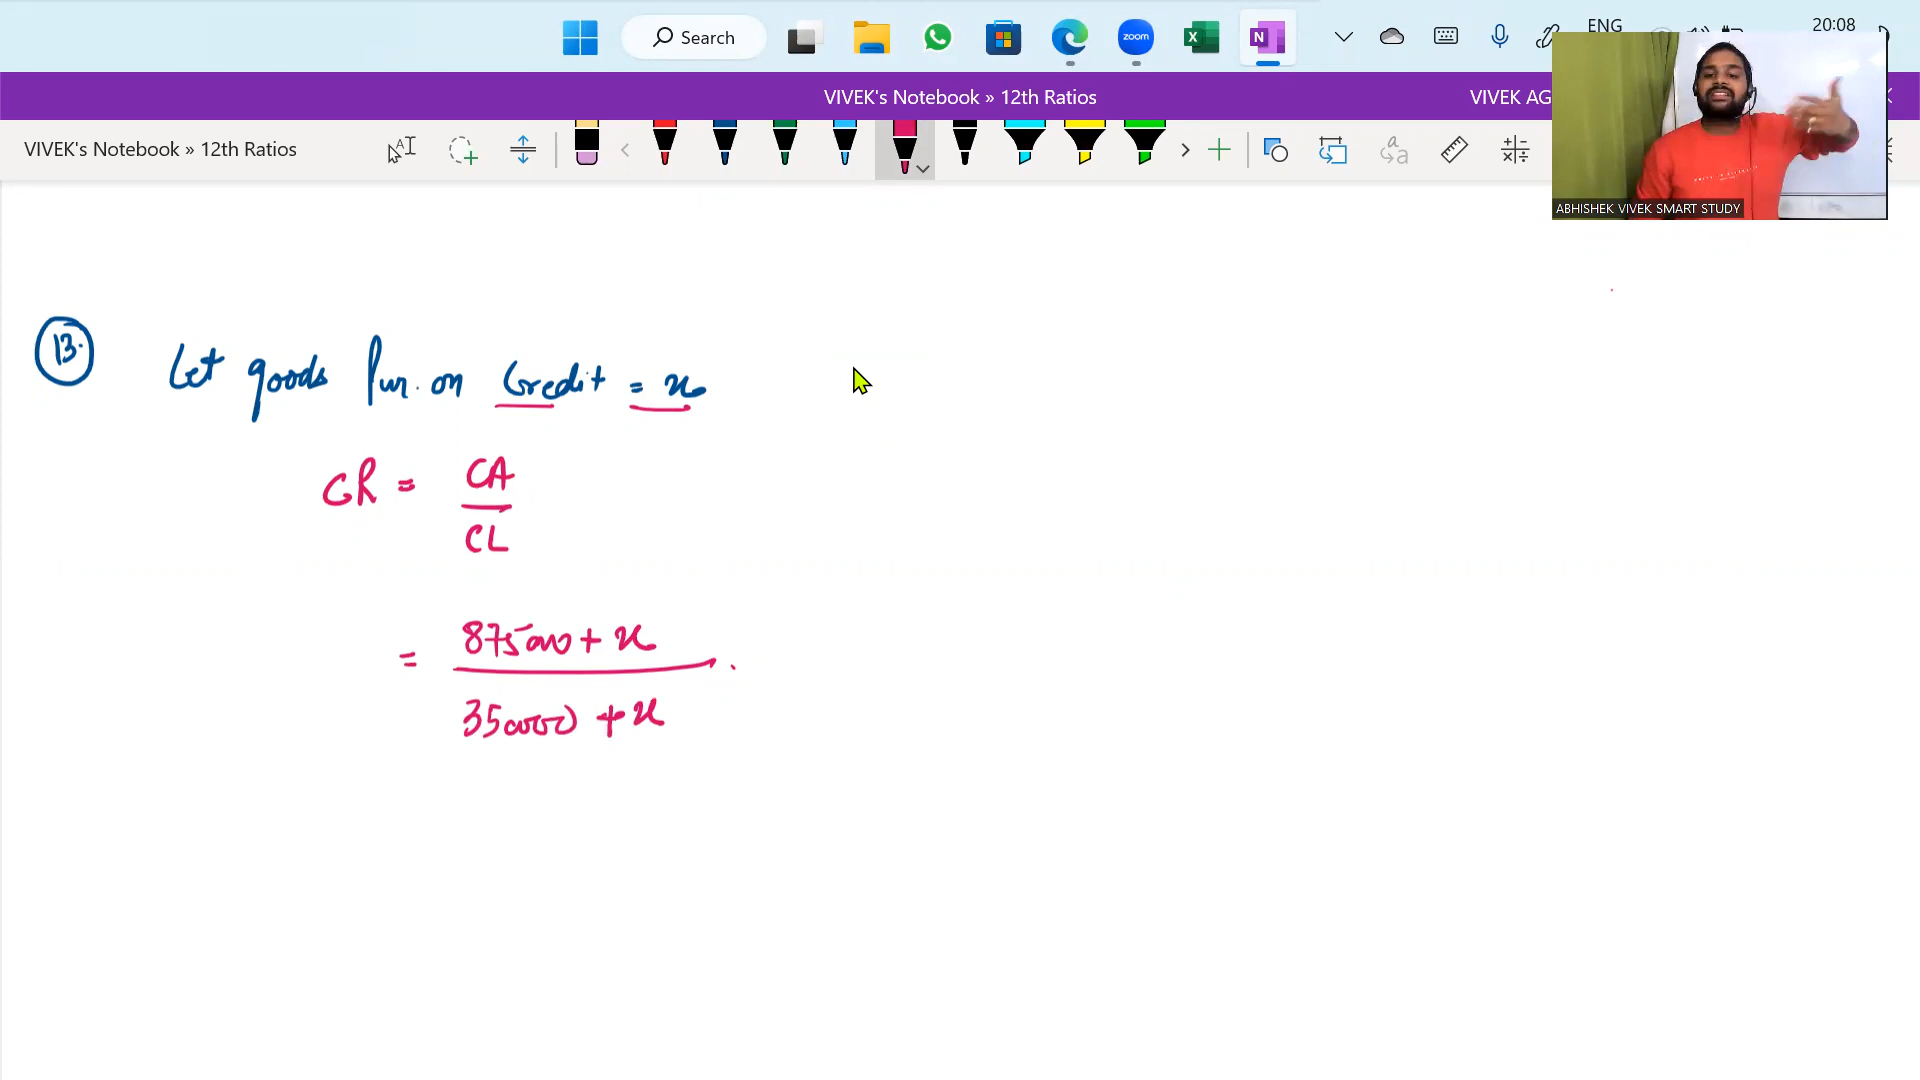 Search
zoom
ENG
20:08
VIVEK's Notebook » 12th Ratios
VIVEK AG
VIVEK's Notebook » 12th Ratios
ABHISHEK VIVEK SMART STUDY
13.
Let goods Pur. on Credit = x
CR = CA
CL
= 875000 + x
350000 + x